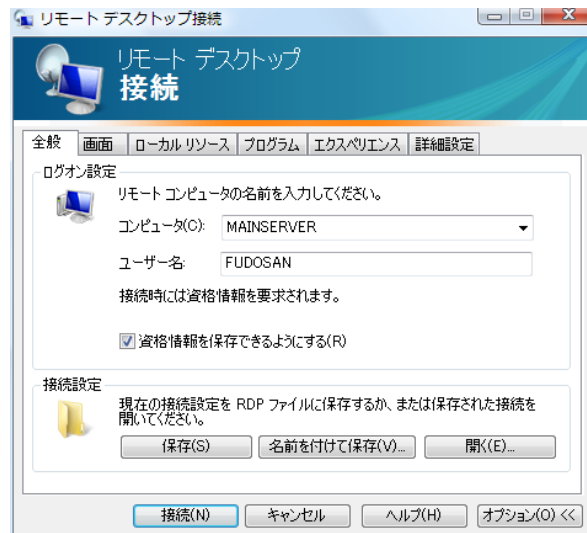 リモート デスクトップ接続
リモート デスクトップ
接続
全般 画面 ローカル リソース プログラム エクスペリエンス 詳細設定
ログオン設定
リモート コンピュータの名前を入力してください。
コンピュータ(C): MAINSERVER
ユーザー名: FUDOSAN
接続時には資格情報を要求されます。
資格情報を保存できるようにする(R)
接続設定
現在の接続設定を RDP ファイルに保存するか、または保存された接続を
開いてください。
保存(S) 名前を付けて保存(V)... 開く(E)...
接続(N) キャンセル ヘルプ(H) オプション(O) <<